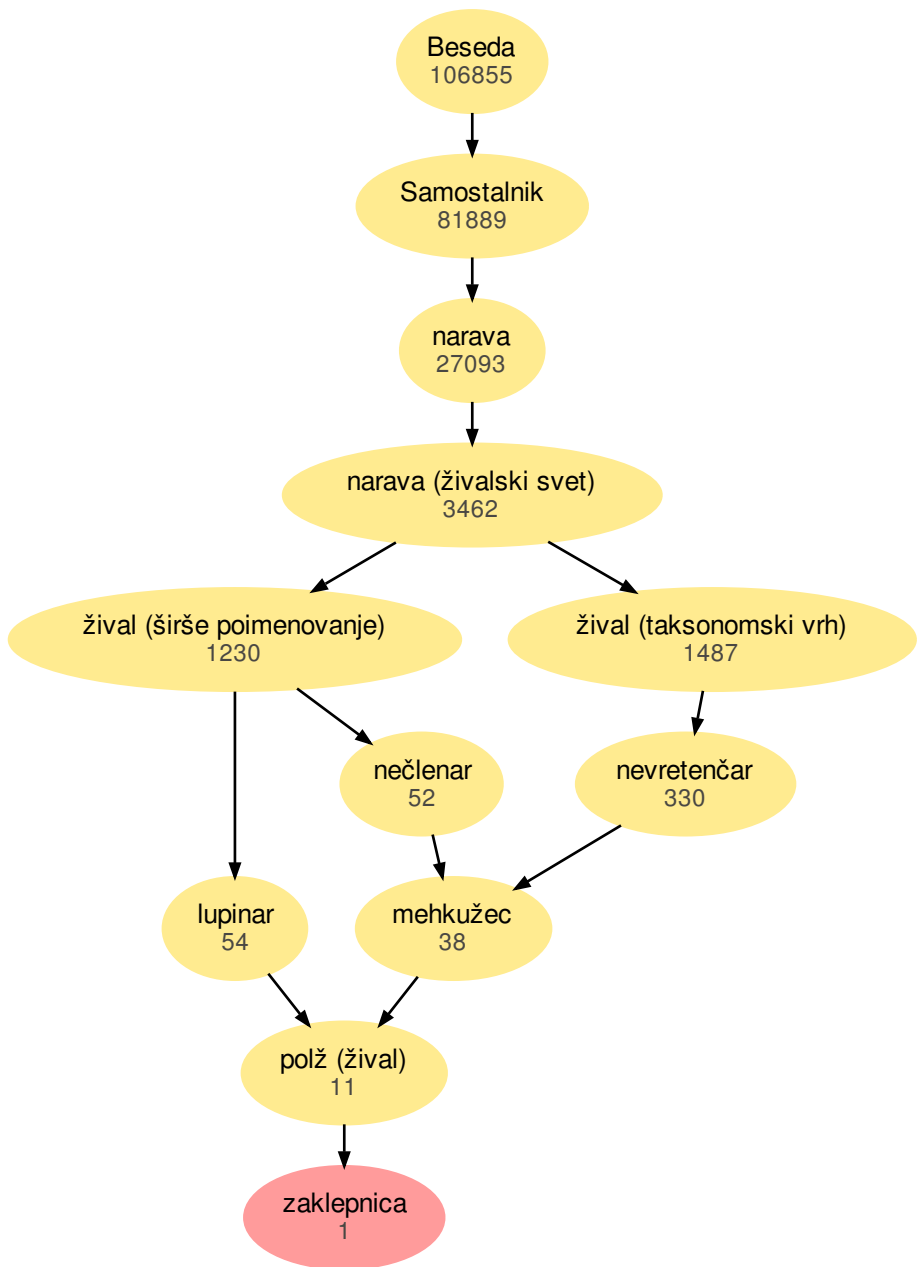 Beseda
106855
Samostalnik
81889
narava
27093
narava (živalski svet)
3462
žival (širše poimenovanje)
1230
žival (taksonomski vrh)
1487
nečlenar
52
nevretenčar
330
lupinar
54
mehkužec
38
polž (žival)
11
zaklepnica
1